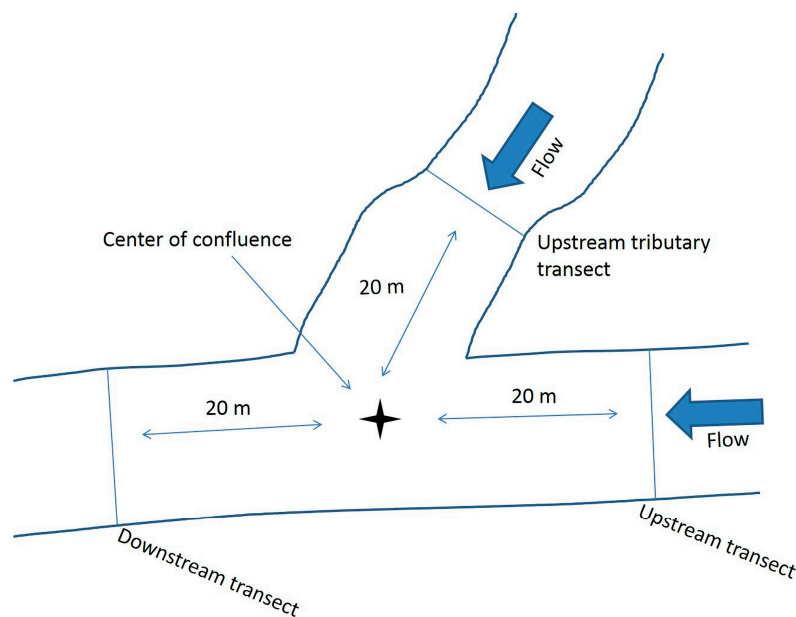 Flow
Center of confluence
Upstream tributary
transect
20 m
20 m
20 m
Flow
Upstream transect
Downstream transect